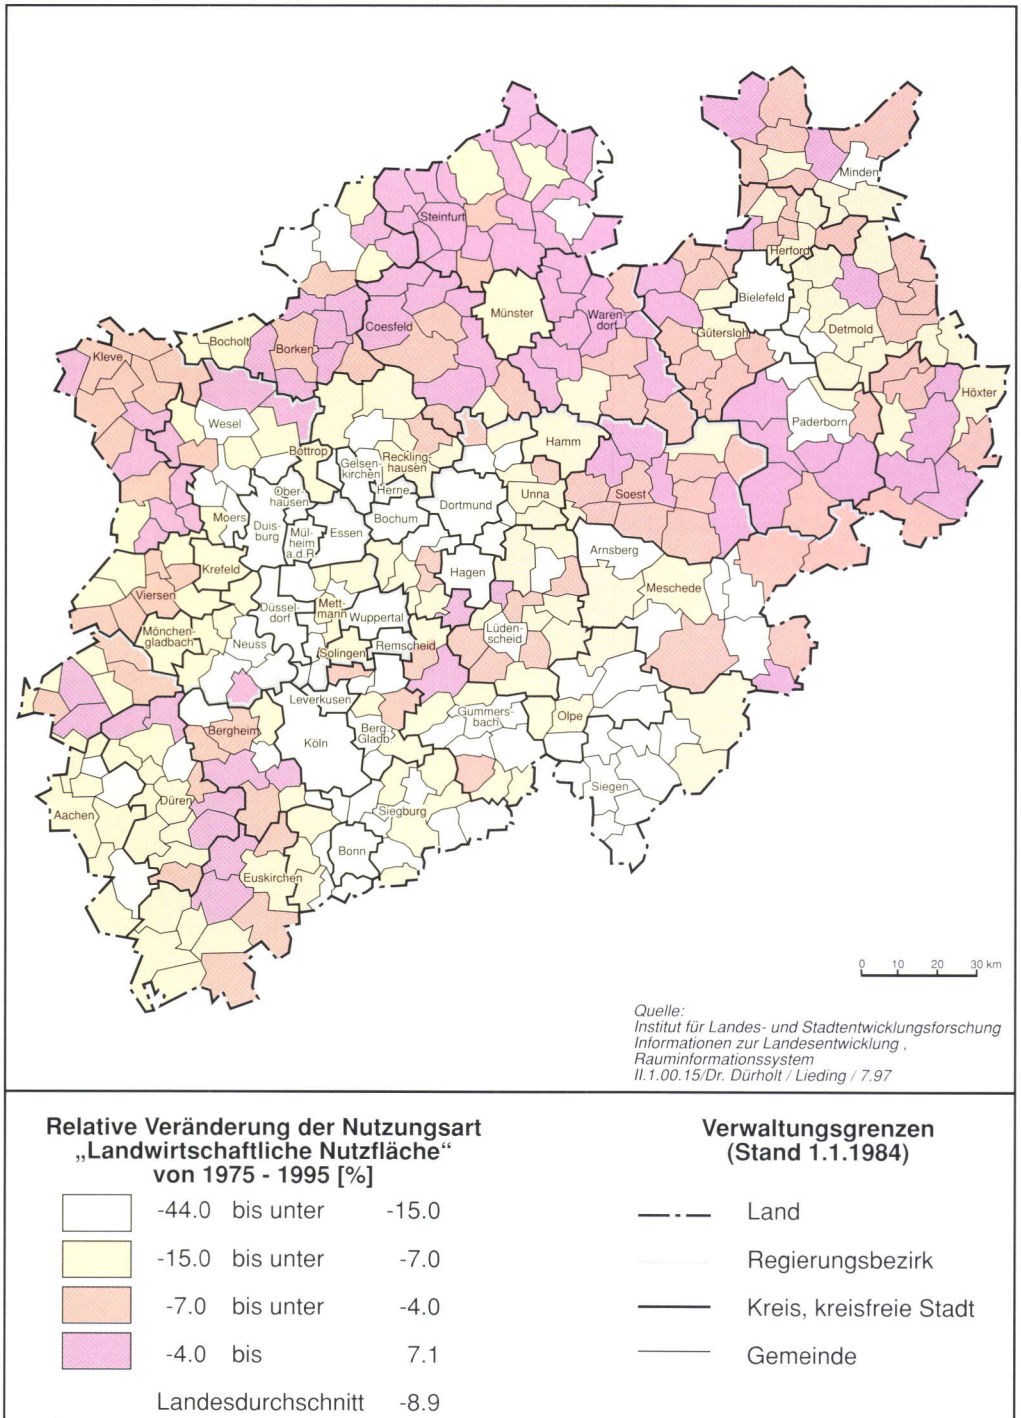 Minden
Steinfurt
Herford
Bielefeld
Münster
Waren-
dorf
Coesfeld
Gütersloh
Detmold
Bocholt
Borken
Kleve
Höxter
Wesel
Paderborn
Hamm
Bottrop
Gelsen-
kirchen
Reckling-
hausen
Ober-
hausen
Herne
Unna
Soest
Dortmund
Moers
Duis-
burg
Mül-
heim
a.d.R.
Essen
Bochum
Arnsberg
Krefeld
Hagen
Meschede
Viersen
Düssel-
dorf
Mett-
mann
Wuppertal
Lüden-
scheid
Mönchen-
gladbach
Neuss
Solingen
Remscheid
Leverkusen
Gummers-
bach
Olpe
Bergheim
Köln
Berg.
Gladb.
Siegen
Düren
Aachen
Siegburg
Bonn
Euskirchen
0 10 20 30 km
Quelle:
Institut für Landes- und Stadtentwicklungsforschung
Informationen zur Landesentwicklung ,
Rauminformationssystem
II.1.00.15/Dr. Dürholt / Lieding / 7.97
Relative Veränderung der Nutzungsart
„Landwirtschaftliche Nutzfläche“
von 1975 - 1995 [%]
-44.0 bis unter -15.0
-15.0 bis unter -7.0
-7.0 bis unter -4.0
-4.0 bis 7.1
Landesdurchschnitt -8.9
Verwaltungsgrenzen
(Stand 1.1.1984)
Land
Regierungsbezirk
Kreis, kreisfreie Stadt
Gemeinde